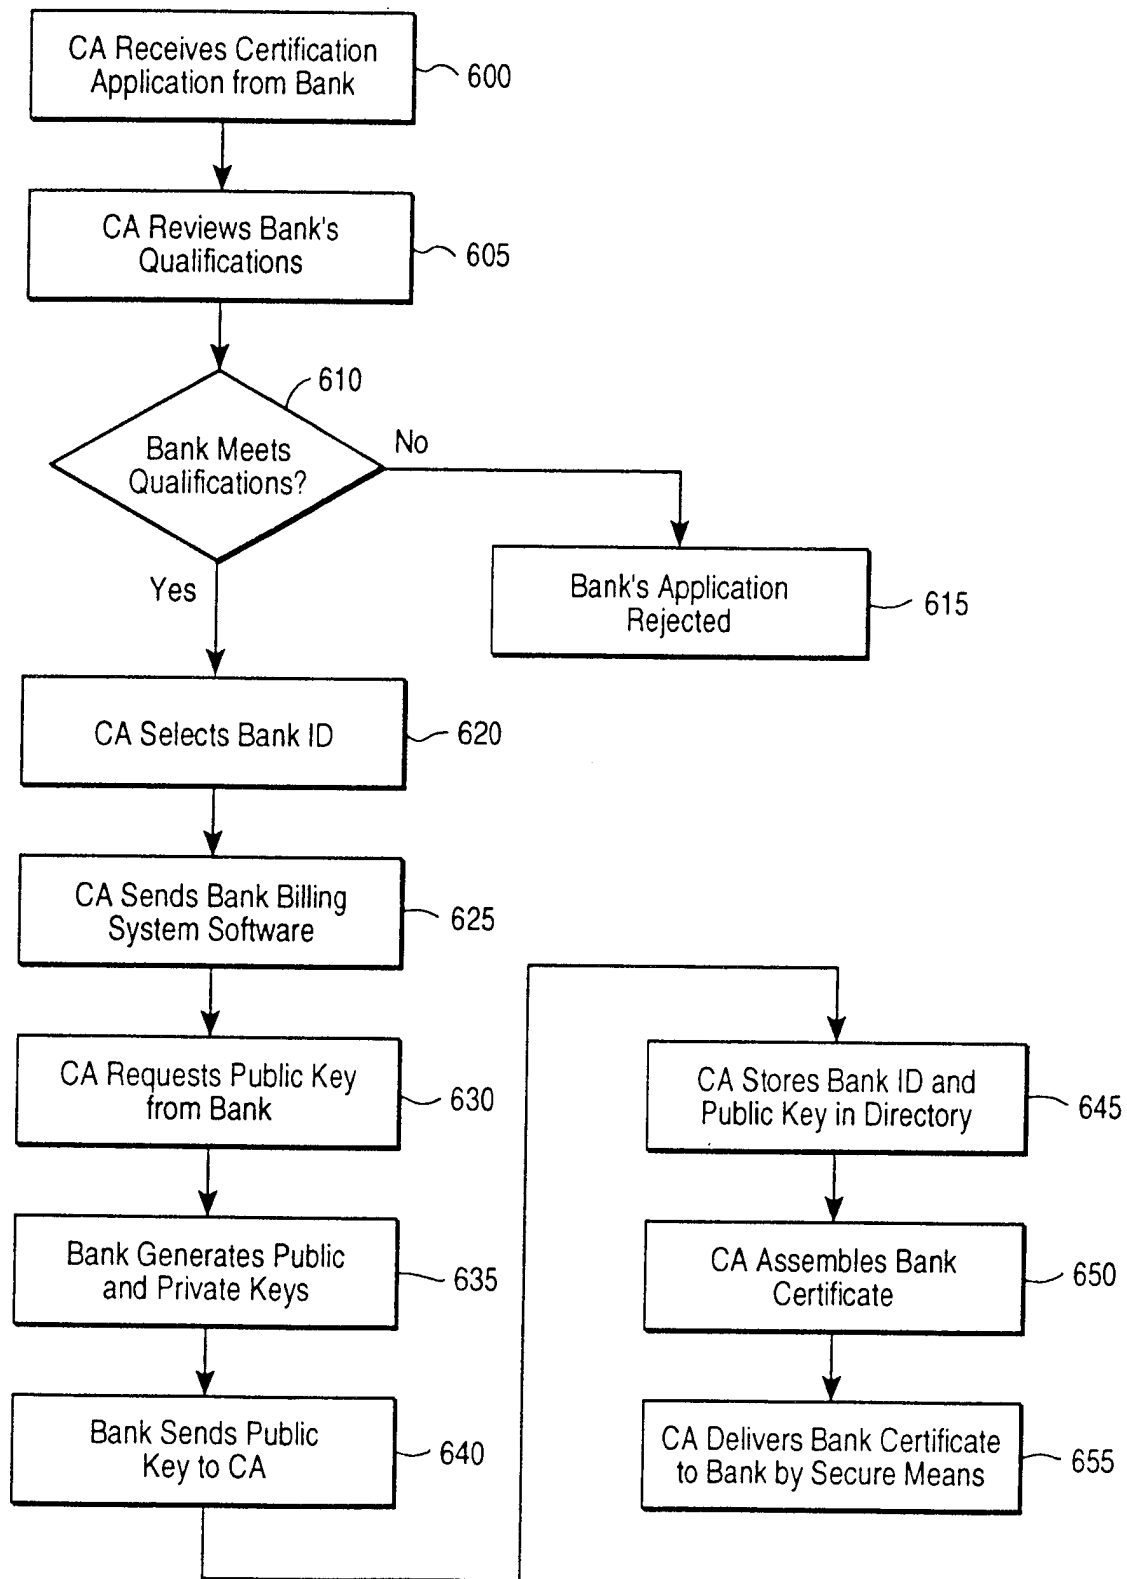 CA Receives Certification
Application from Bank
600
CA Reviews Bank's
Qualifications
605
610
Bank Meets
Qualifications?
No
Yes
Bank's Application
Rejected
615
CA Selects Bank ID
620
CA Sends Bank Billing
System Software
625
CA Requests Public Key
from Bank
630
Bank Generates Public
and Private Keys
635
Bank Sends Public
Key to CA
640
CA Stores Bank ID and
Public Key in Directory
645
CA Assembles Bank
Certificate
650
CA Delivers Bank Certificate
to Bank by Secure Means
655